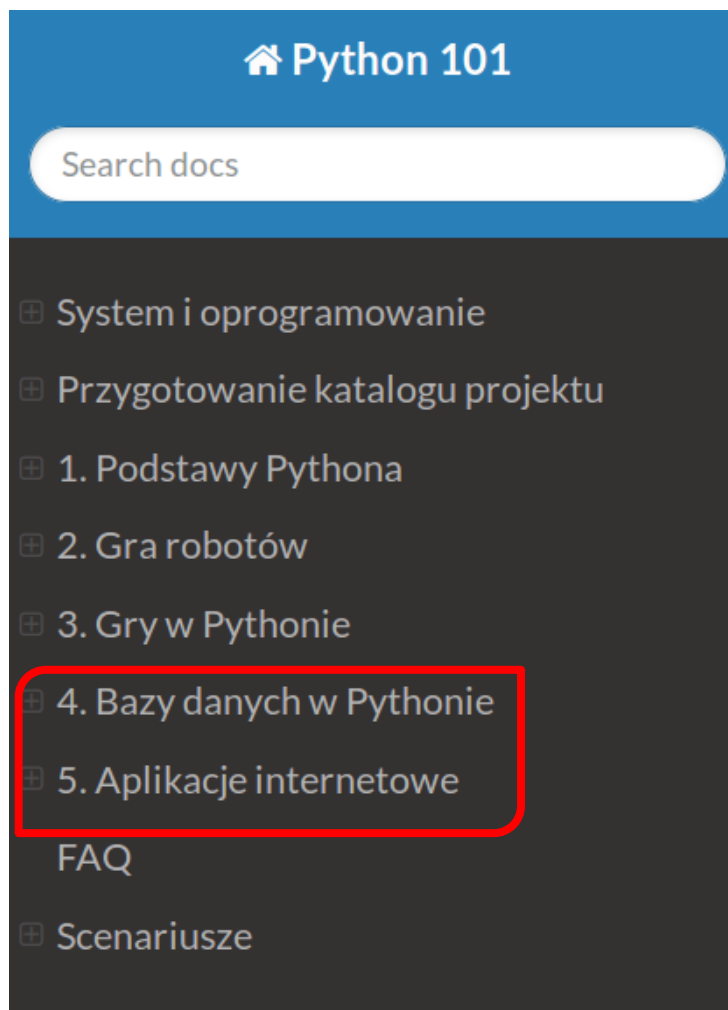 Python 101
Search docs
System i oprogramowanie
Przygotowanie katalogu projektu
1. Podstawy Pythona
2. Gra robotów
3. Gry w Pythonie
4. Bazy danych w Pythonie
5. Aplikacje internetowe
FAQ
Scenariusze